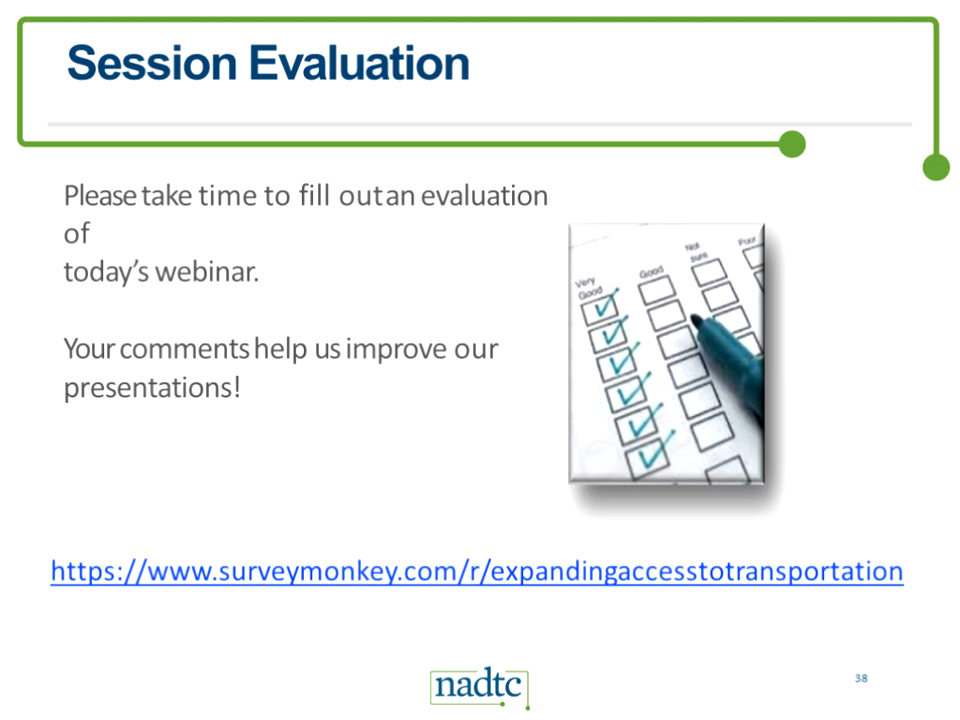 Session Evaluation
Please take time to fill out an evaluation
of
today's webinar.
Your comments help us improve our
presentations!
Very
Good
Good
Not
sure
Poor
https://www.surveymonkey.com/r/expandingaccesstotransportation
nadtc
38